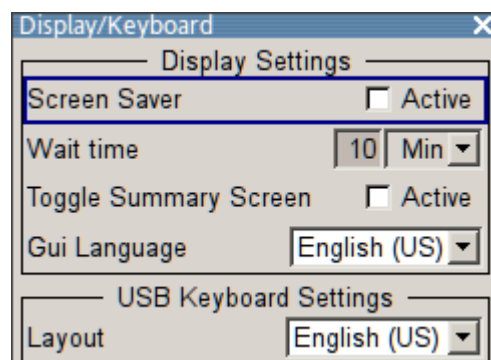 Display/Keyboard
Display Settings
Screen Saver Active
Wait time 10 Min
Toggle Summary Screen Active
Gui Language English (US)
USB Keyboard Settings
Layout English (US)